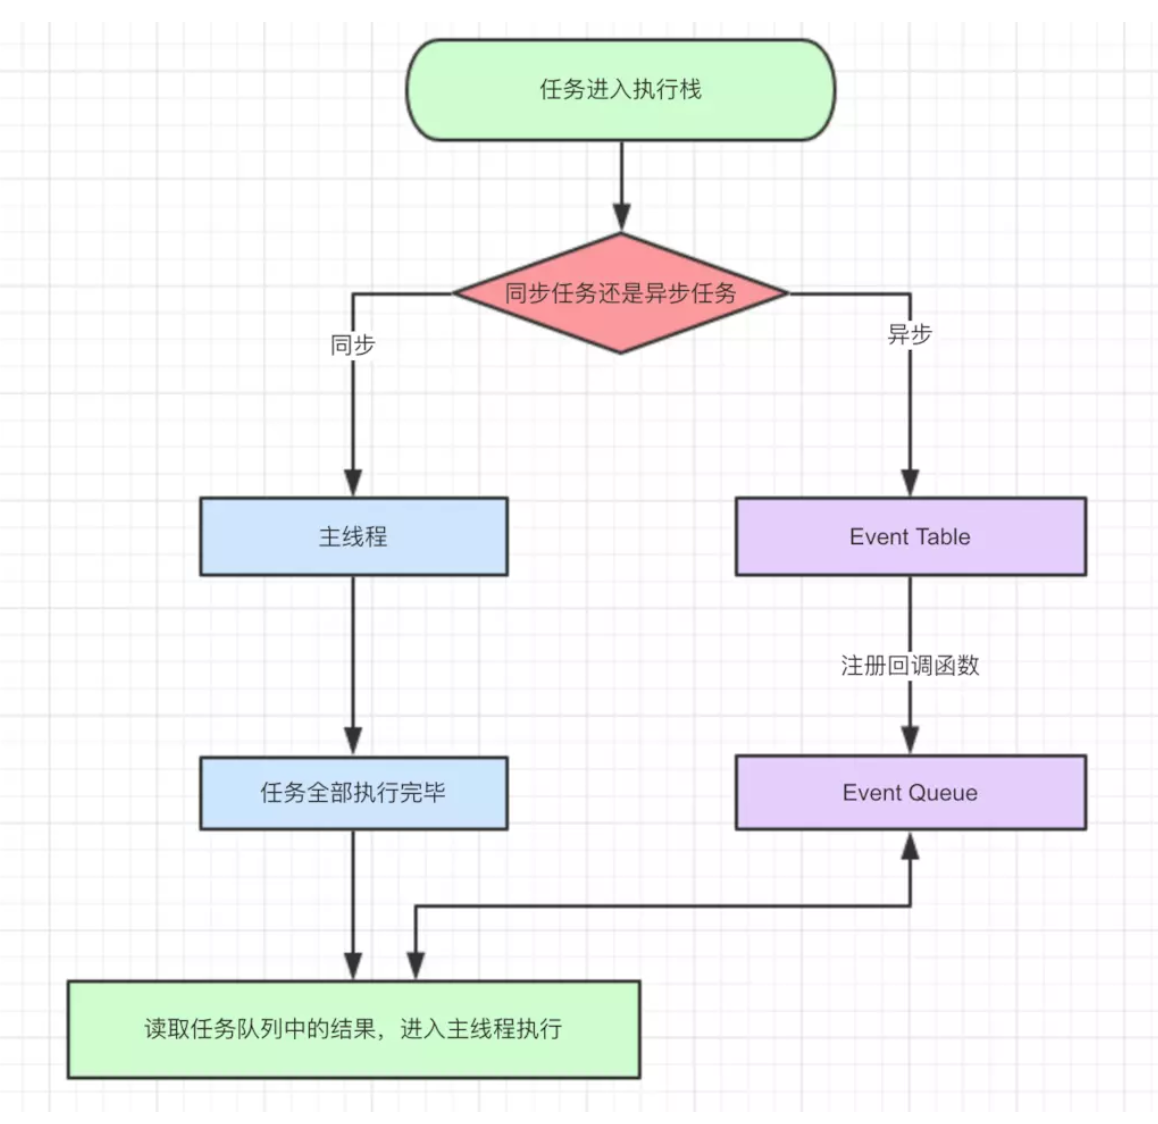 任务进入执行栈
同步任务还是异步任务
同步
异步
主线程
Event Table
注册回调函数
任务全部执行完毕
Event Queue
读取任务队列中的结果，进入主线程执行